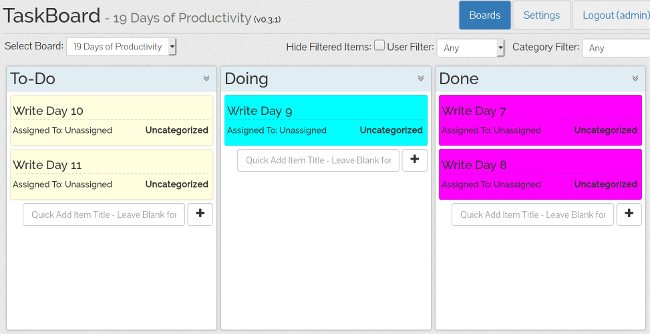 TaskBoard - 19 Days of Productivity (v0.3.1)
Boards
Settings
Logout (admin)
Select Board: 19 Days of Productivity
Hide Filtered Items: User Filter: Any
Category Filter: Any
To-Do
Write Day 10
Assigned To: Unassigned Uncategorized
Write Day 11
Assigned To: Unassigned Uncategorized
Quick Add Item Title - Leave Blank for
Doing
Write Day 9
Assigned To: Unassigned Uncategorized
Quick Add Item Title - Leave Blank for
Done
Write Day 7
Assigned To: Unassigned Uncategorized
Write Day 8
Assigned To: Unassigned Uncategorized
Quick Add Item Title - Leave Blank for